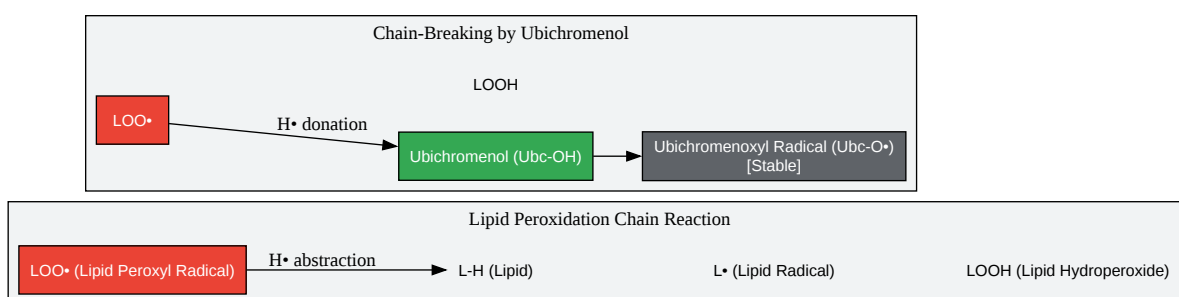 Chain-Breaking by Ubichromenol
LOOH
LOO•
H• donation
Ubichromenol (Ubc-OH)
Ubichromenoxyl Radical (Ubc-O•)
[Stable]
Lipid Peroxidation Chain Reaction
LOO• (Lipid Peroxyl Radical)
H• abstraction
L-H (Lipid)
L• (Lipid Radical)
LOOH (Lipid Hydroperoxide)